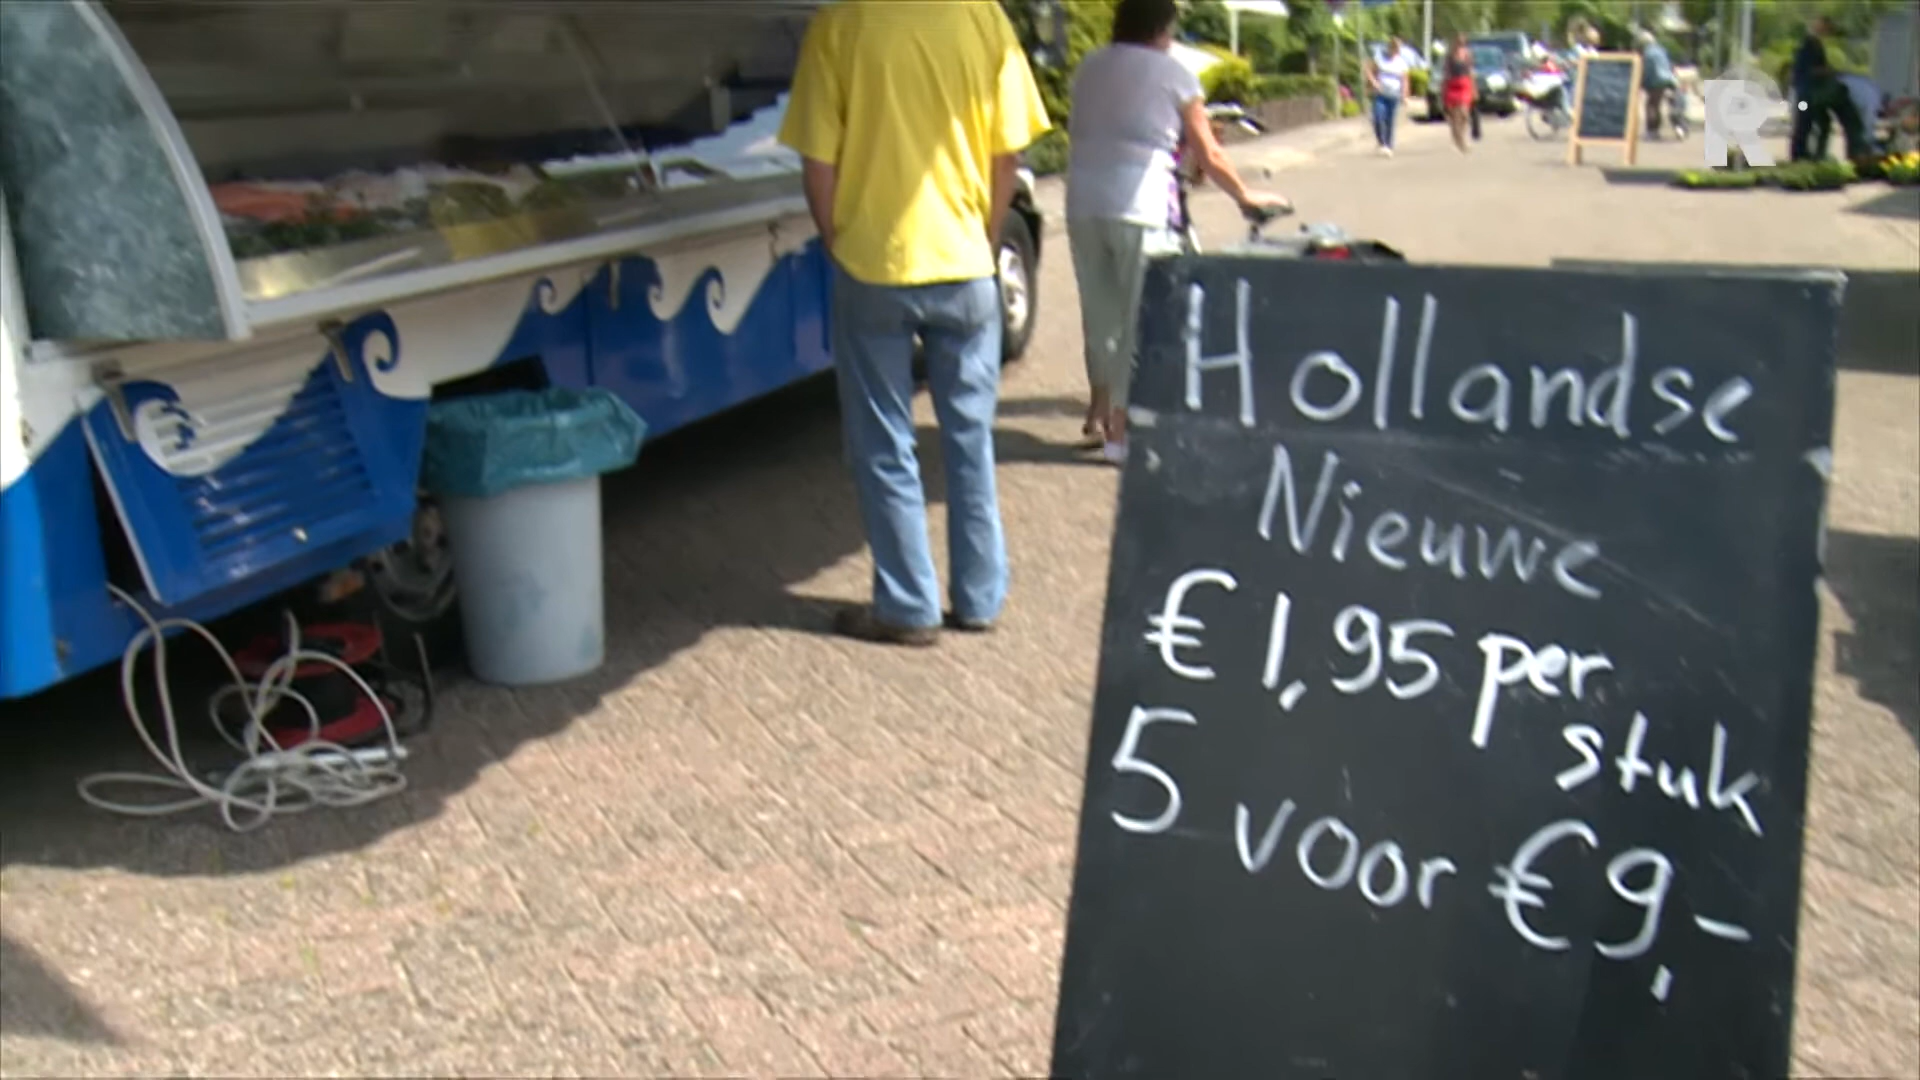 Hollandse
Nieuwe
€ 1,95 per
stuk
5 voor € 9,-
R